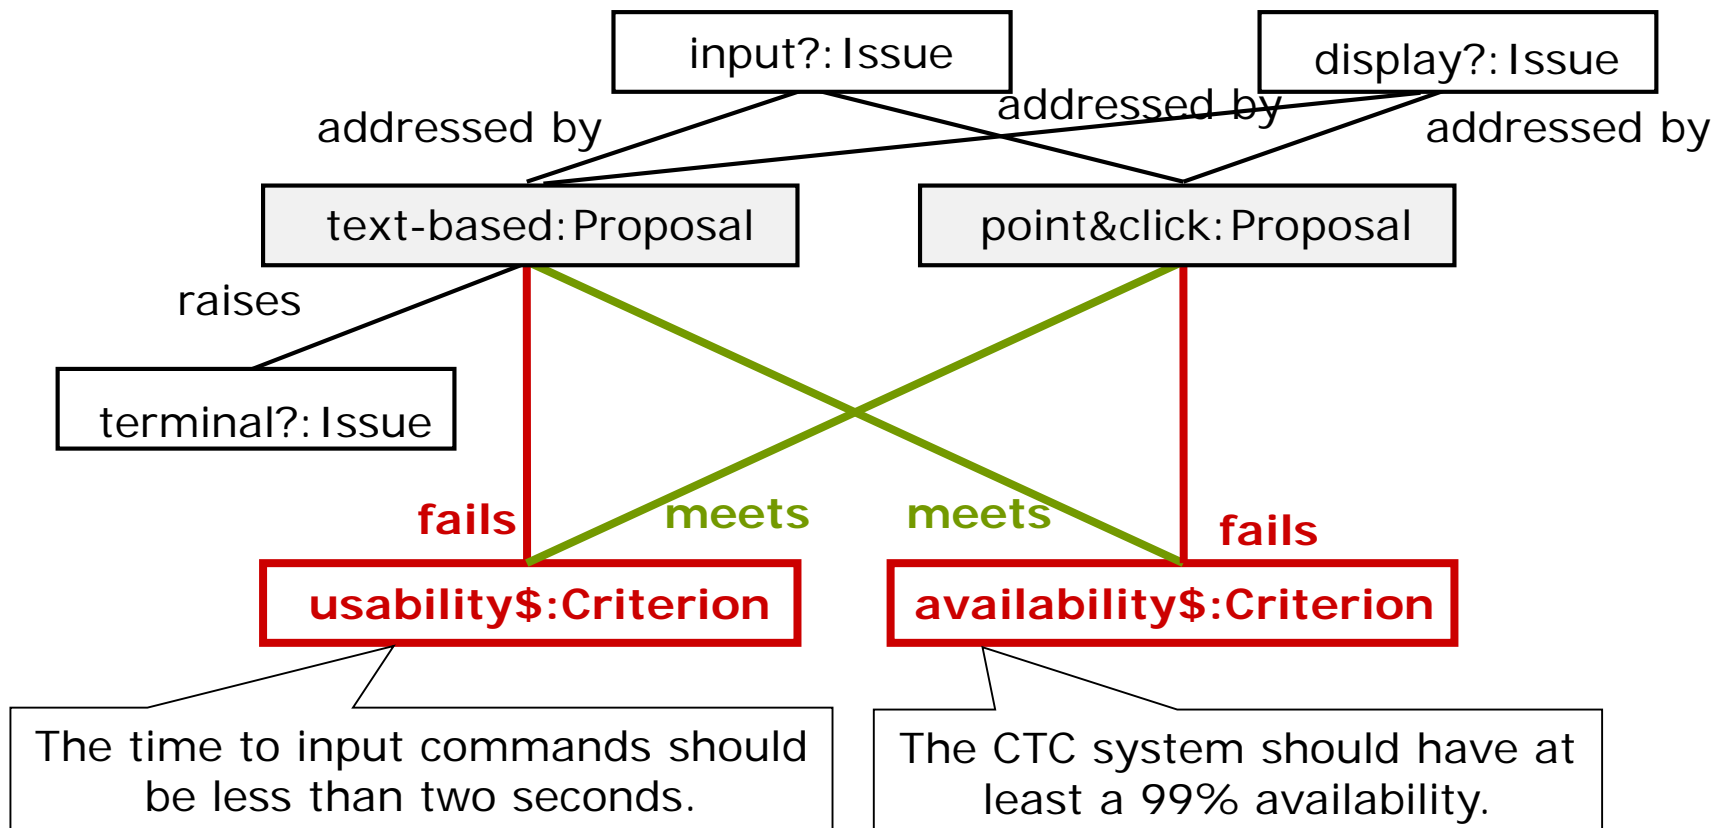 input?:Issue
display?:Issue
addressed by
addressed by
addressed by
text-based:Proposal
point&click:Proposal
raises
terminal?:Issue
fails
meets
meets
fails
usability$:Criterion
availability$:Criterion
The time to input commands should
be less than two seconds.
The CTC system should have at
least a 99% availability.